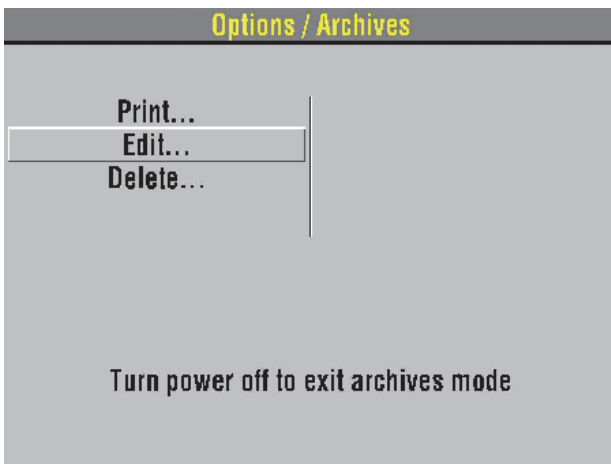 Options / Archives
Print...
Edit...
Delete...
Turn power off to exit archives mode